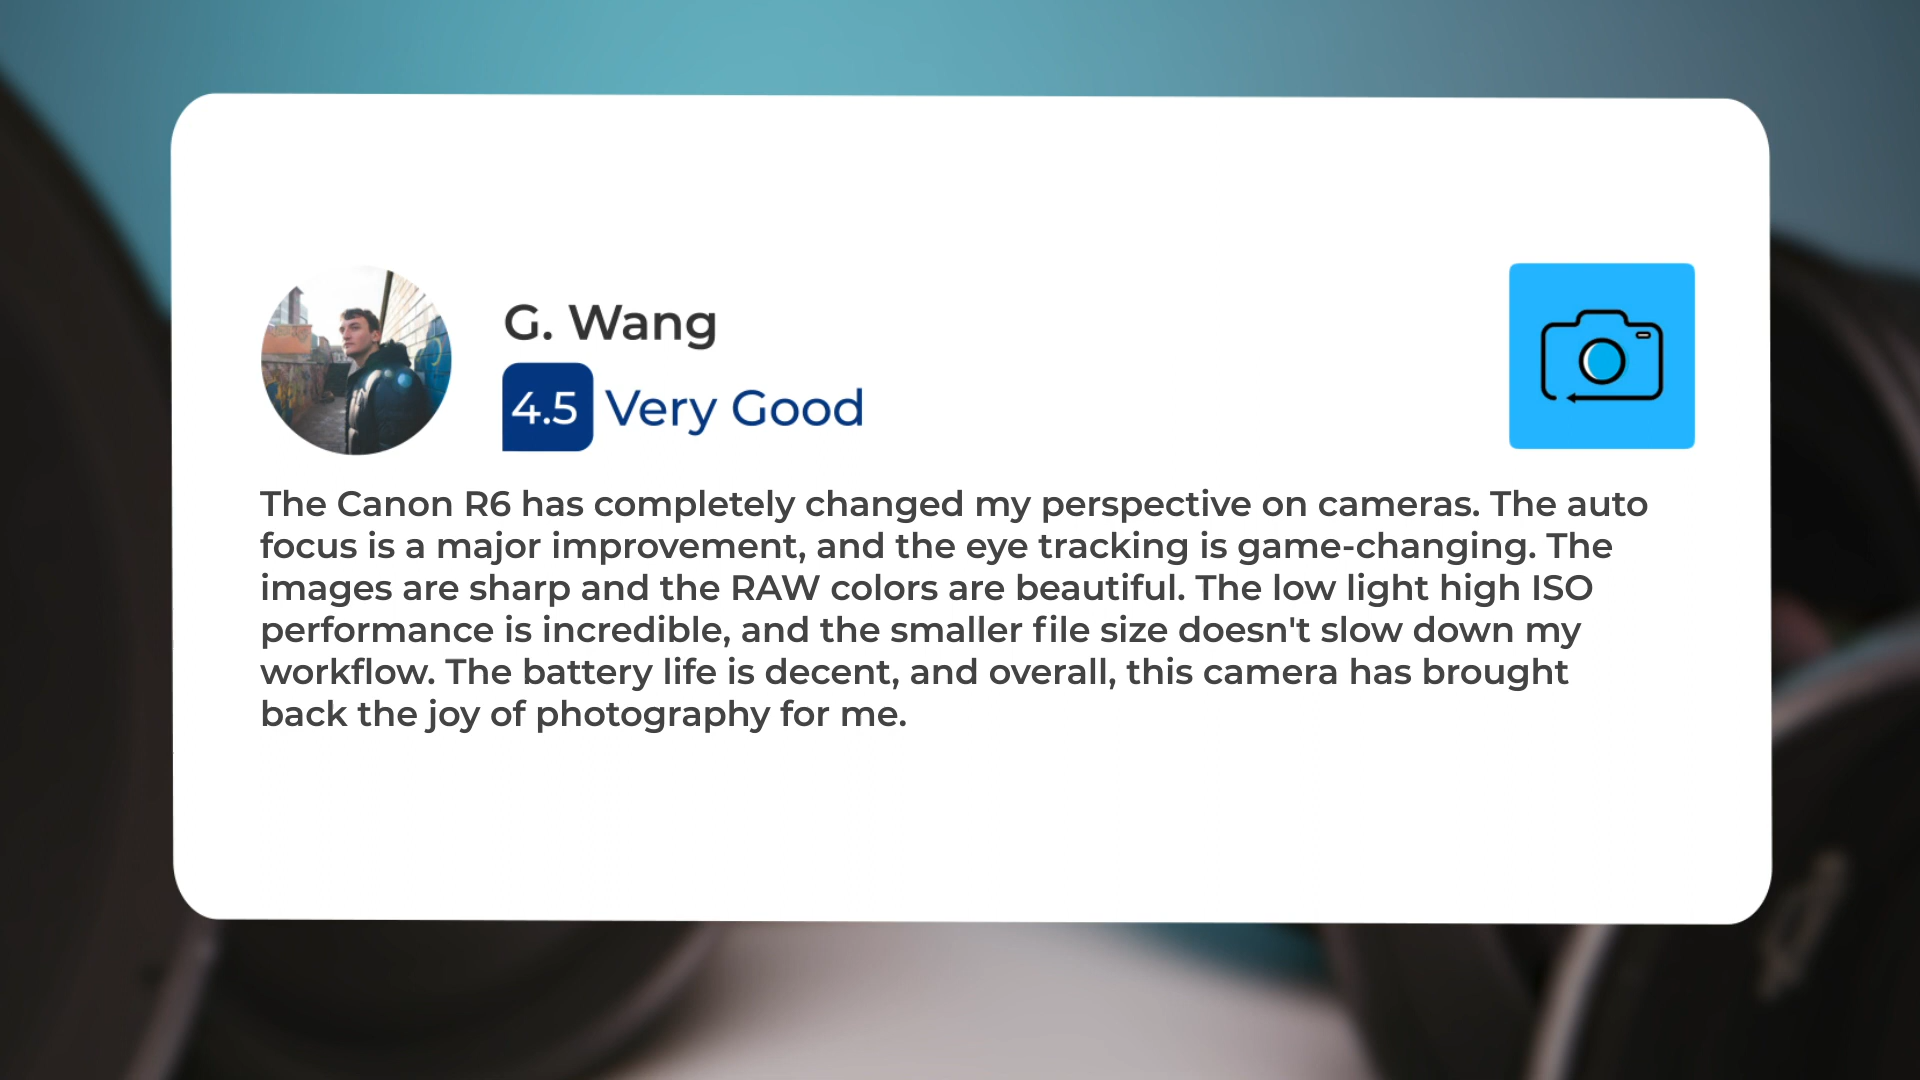 G. Wang
4.5 Very Good
The Canon R6 has completely changed my perspective on cameras. The auto
focus is a major improvement, and the eye tracking is game-changing. The
images are sharp and the RAW colors are beautiful. The low light high ISO
performance is incredible, and the smaller file size doesn't slow down my
workflow. The battery life is decent, and overall, this camera has brought
back the joy of photography for me.